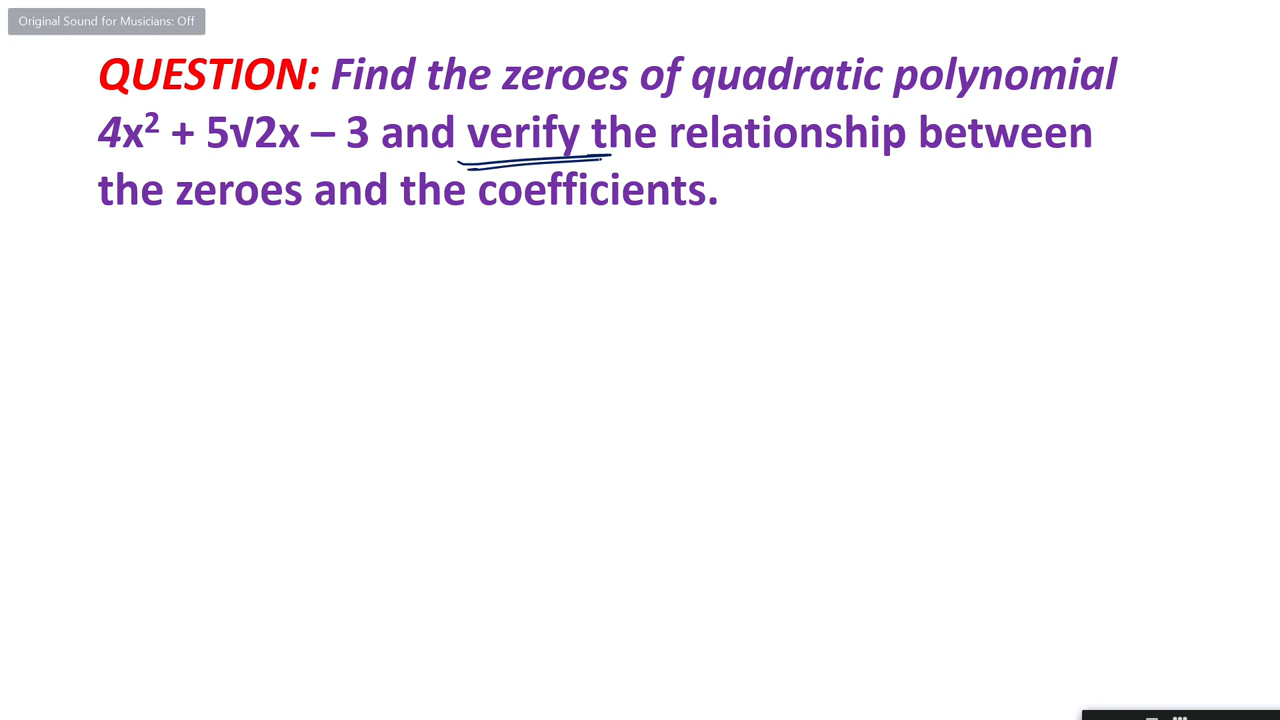 Original Sound for Musicians: Off
QUESTION: Find the zeroes of quadratic polynomial
4x² + 5√2x – 3 and verify the relationship between
the zeroes and the coefficients.